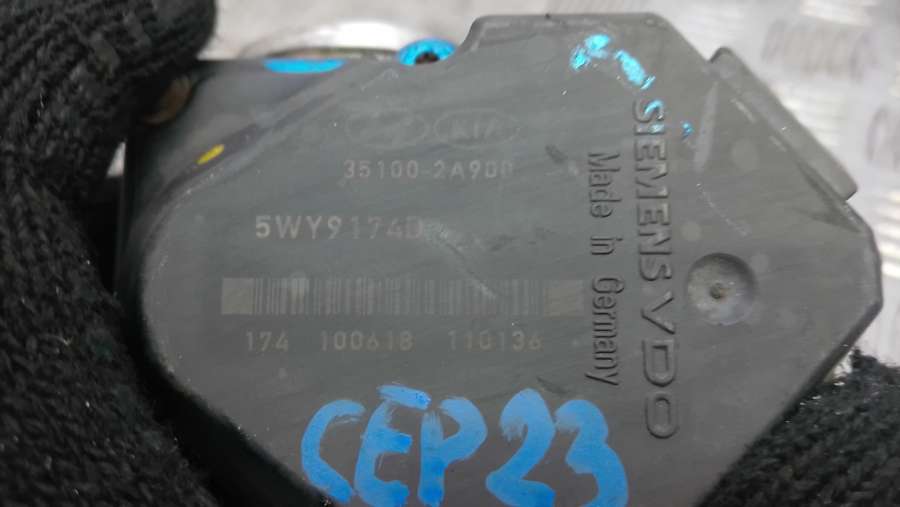 KIA
35100-2A900
5WY9174D
174 100618 110136
SIEMENS VDO
Made in Germany
CEP23